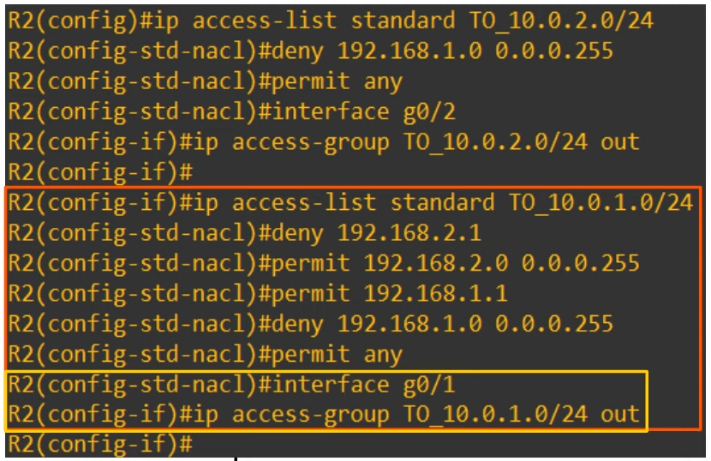 R2(config)#ip access-list standard TO_10.0.2.0/24
R2(config-std-nacl)#deny 192.168.1.0 0.0.0.255
R2(config-std-nacl)#permit any
R2(config-std-nacl)#interface g0/2
R2(config-if)#ip access-group TO_10.0.2.0/24 out
R2(config-if)#
R2(config-if)#ip access-list standard TO_10.0.1.0/24
R2(config-std-nacl)#deny 192.168.2.1
R2(config-std-nacl)#permit 192.168.2.0 0.0.0.255
R2(config-std-nacl)#permit 192.168.1.1
R2(config-std-nacl)#deny 192.168.1.0 0.0.0.255
R2(config-std-nacl)#permit any
R2(config-std-nacl)#interface g0/1
R2(config-if)#ip access-group TO_10.0.1.0/24 out
R2(config-if)#